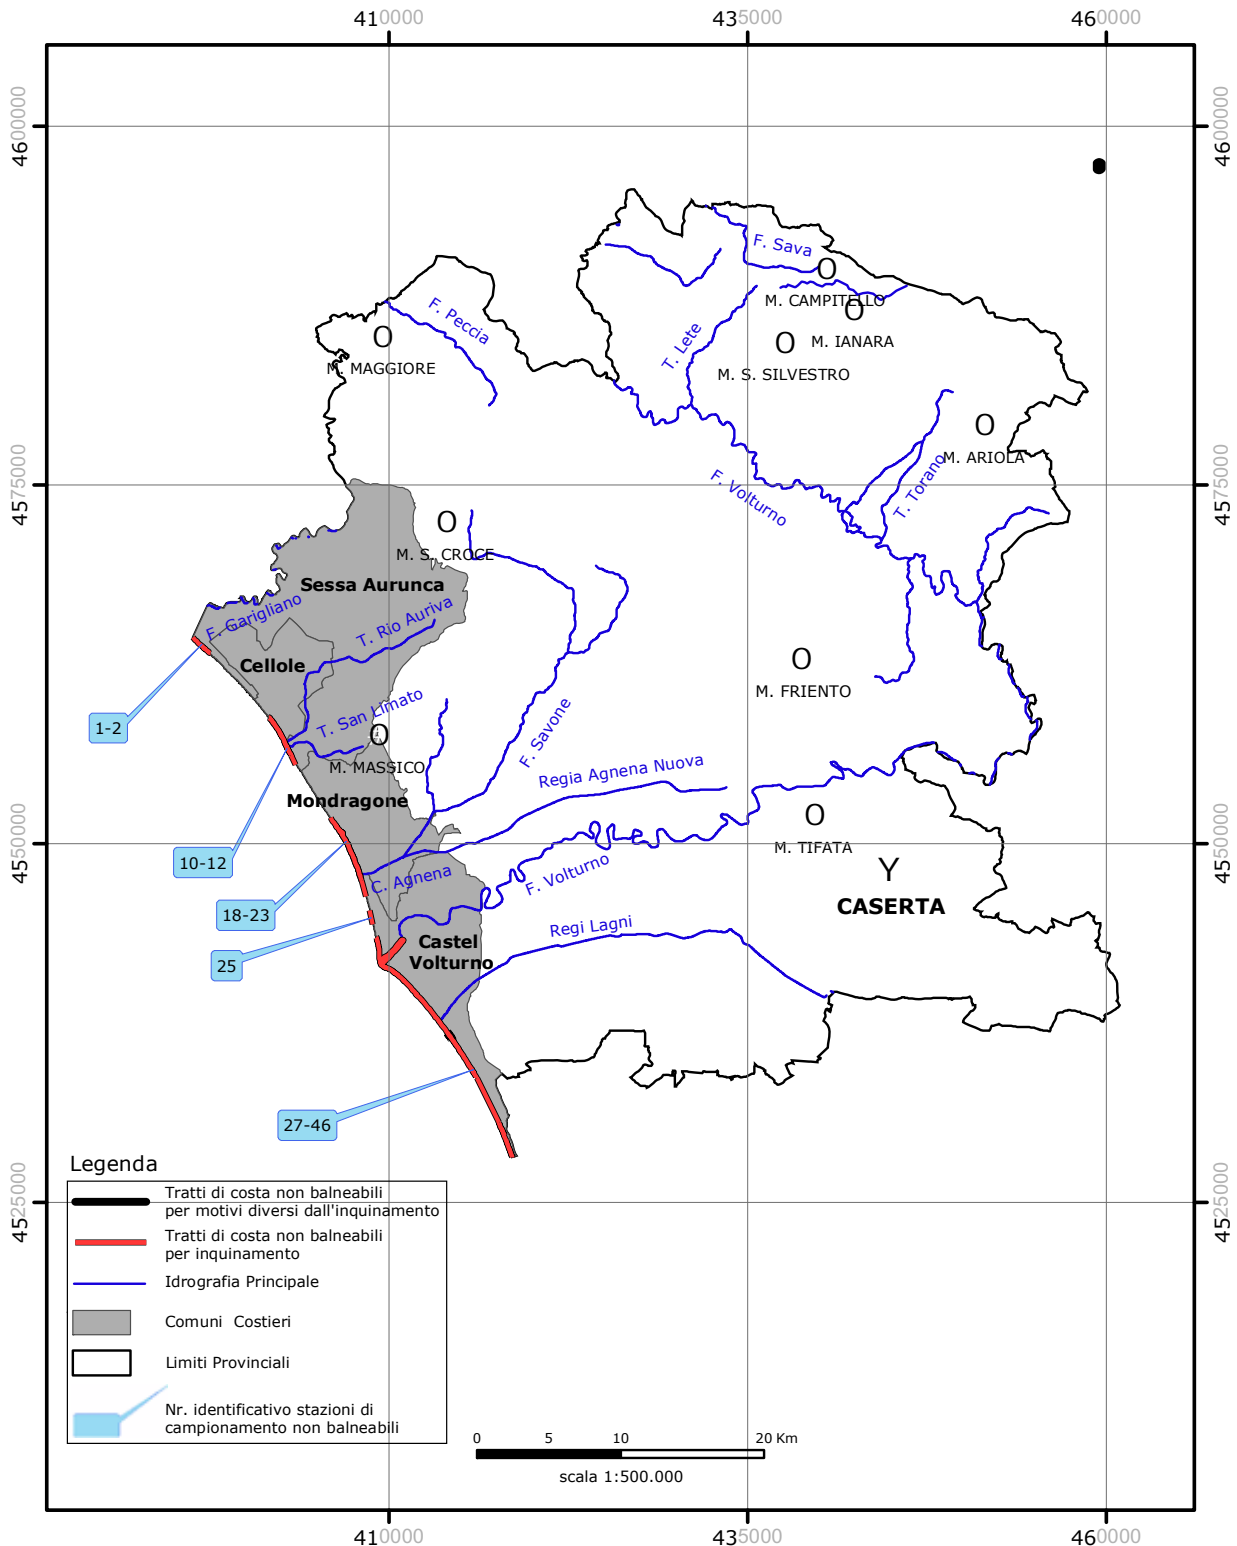 410000
435000
460000
4600000
4600000
F. Sava
O
M. CAMPITELLO
O
M. IANARA
F. Peccia
O
M. MAGGIORE
T. Lete
O
M. S. SILVESTRO
O
M. ARIOLA
4575000
4575000
F. Volturno
T. Torano
O
M. S. CROCE
Sessa Aurunca
F. Garigliano
T. Rio Auriva
Cellole
O
M. FRIENTO
1-2
T. San Limato
O
M. MASSICO
F. Savone
Regia Agnena Nuova
Mondragone
O
M. TIFATA
4550000
4550000
10-12
C. Agnena
F. Volturno
Y
CASERTA
18-23
Regi Lagni
Castel
Volturno
25
27-46
Legenda
Tratti di costa non balneabili
per motivi diversi dall'inquinamento
Tratti di costa non balneabili
per inquinamento
Idrografia Principale
Comuni Costieri
Limiti Provinciali
Nr. identificativo stazioni di
campionamento non balneabili
4525000
4525000
0 5 10 20 Km
scala 1:500.000
410000
435000
460000